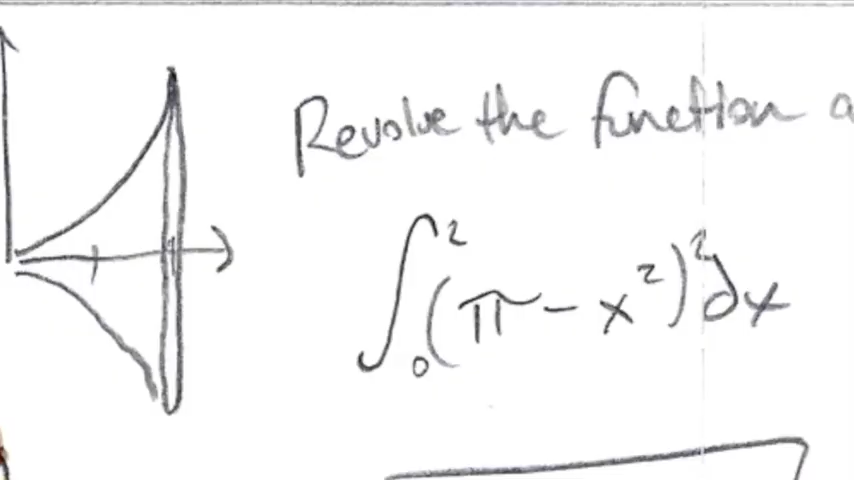 Revolve the function a
∫₀² (π - x²)² dx